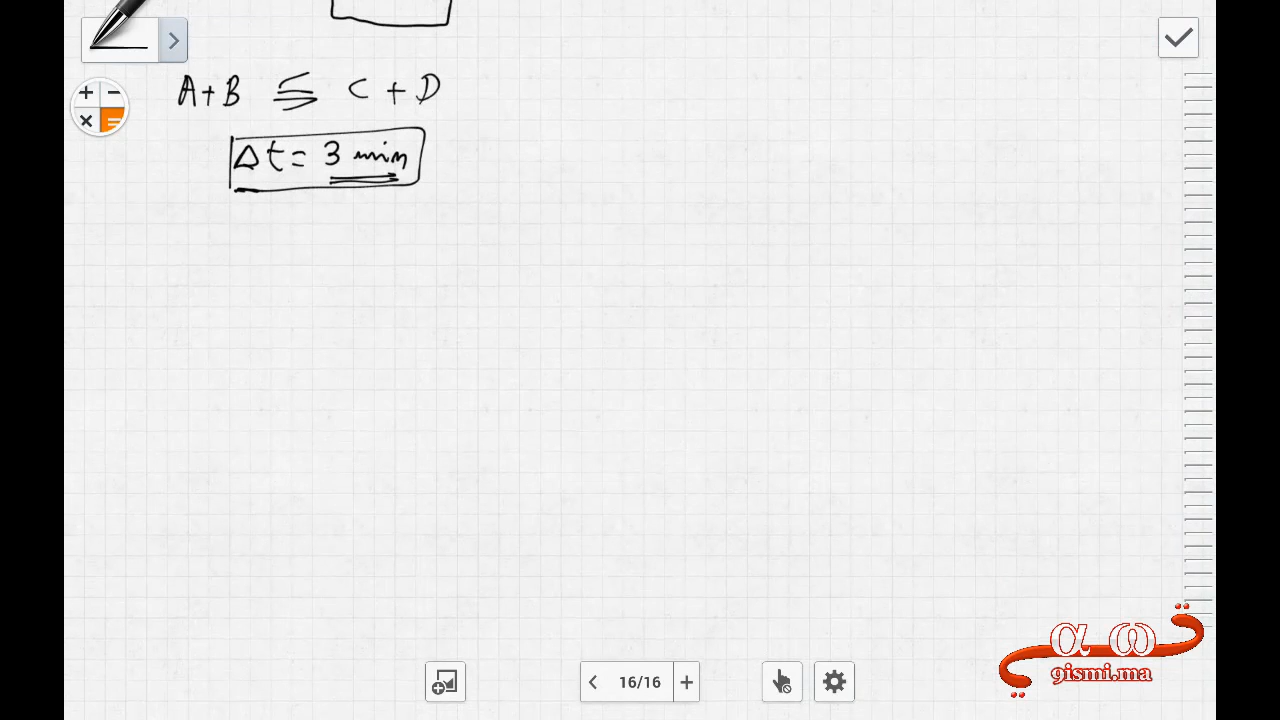 A + B ⇆ C + D
Δt = 3 min
16/16
α ω
gismi.ma